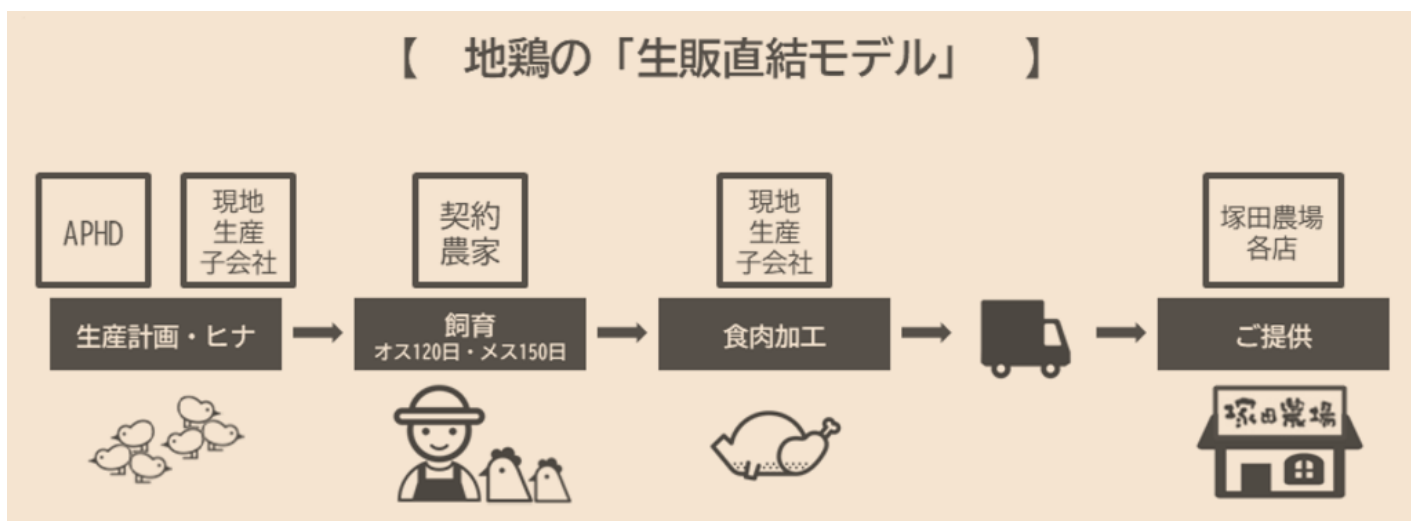 【 地鶏の「生販直結モデル」 】
APHD
現地
生産
子会社
契約
農家
現地
生産
子会社
塚田農場
各店
生産計画・ヒナ
飼育
オス120日・メス150日
食肉加工
ご提供
塚田農場